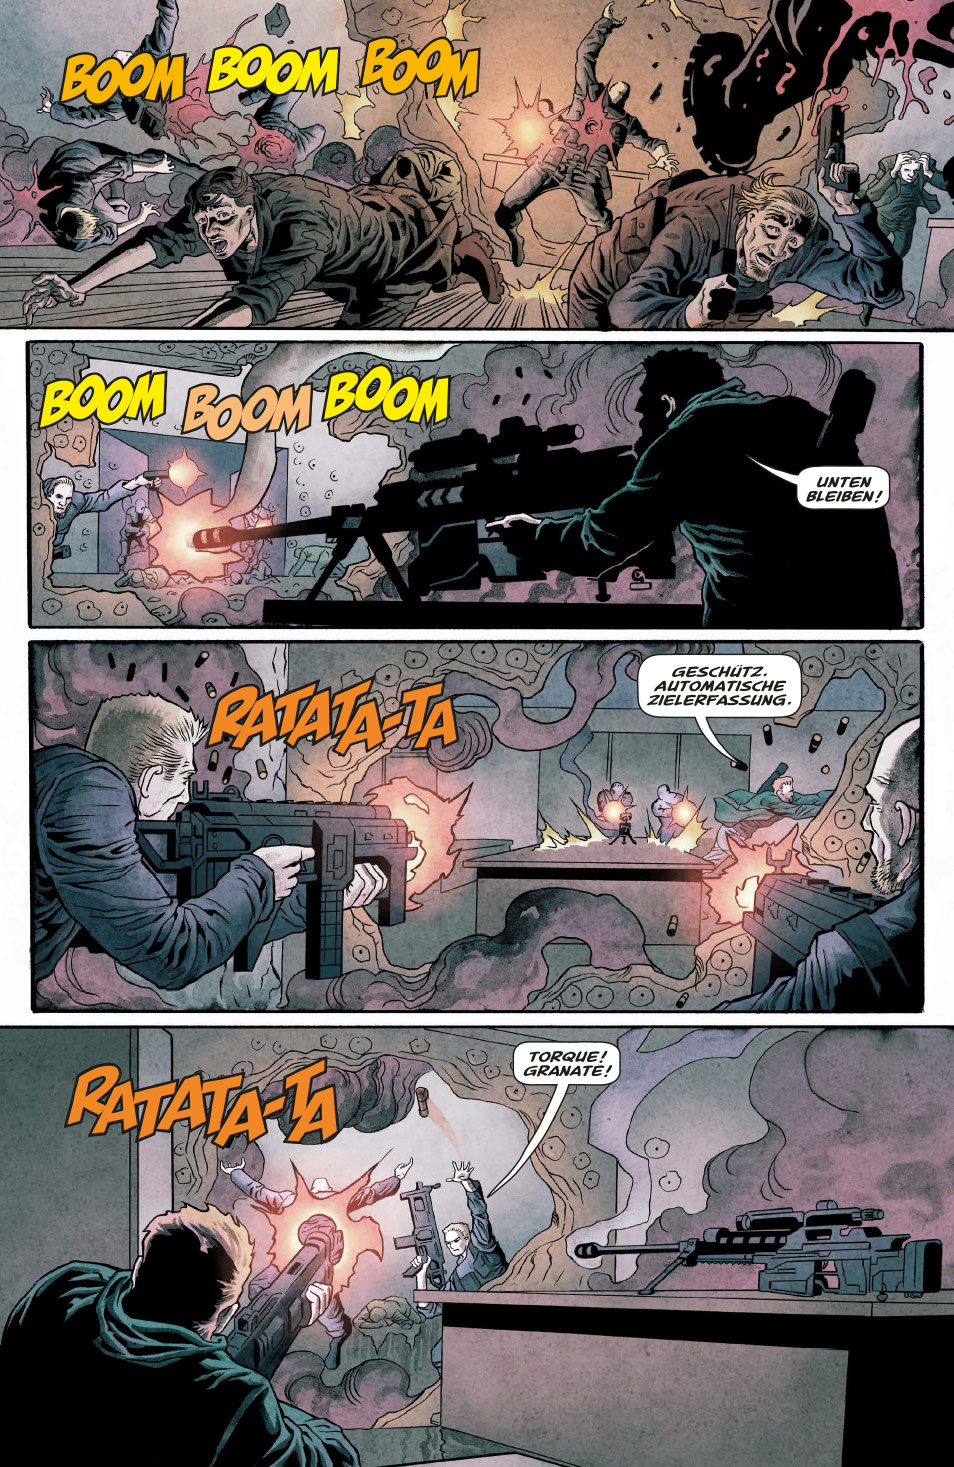 BOOM BOOM BOOM
BOOM BOOM BOOM
UNTEN
BLEIBEN!
RATATA-TA
GESCHÜTZ.
AUTOMATISCHE
ZIELERFASSUNG.
RATATA-TA
TORQUE!
GRANATE!